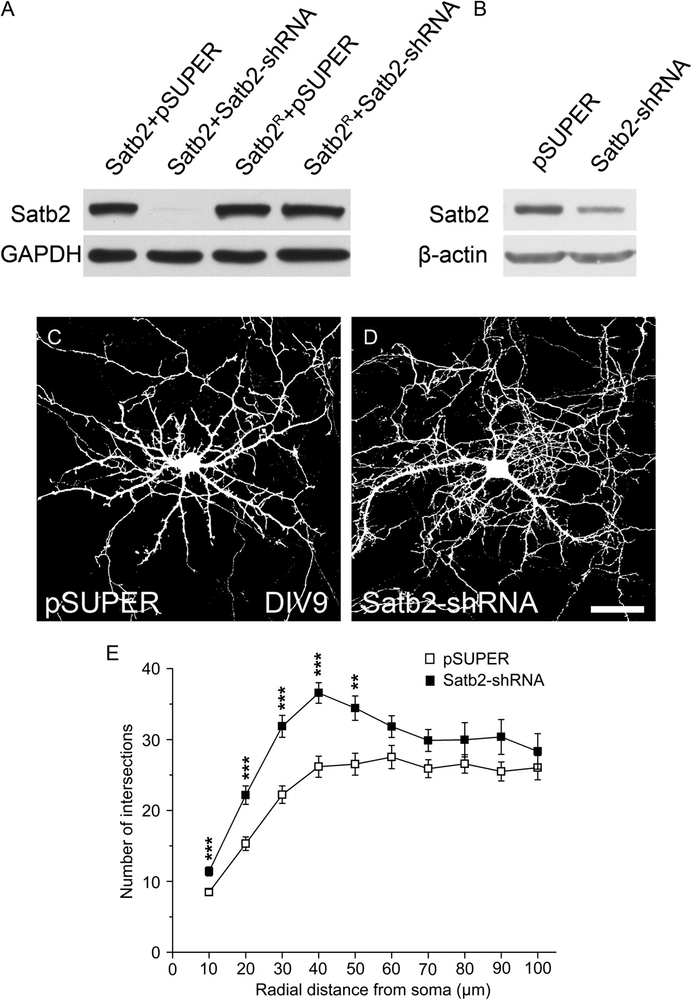 A
B
Satb2+pSUPER
Satb2+Satb2-shRNA
Satb2ᴿ+pSUPER
Satb2ᴿ+Satb2-shRNA
pSUPER
Satb2-shRNA
Satb2
GAPDH
Satb2
β-actin
C
D
pSUPER
DIV9
Satb2-shRNA
E
pSUPER
Satb2-shRNA
40
30
20
10
0
Number of intersections
***
***
***
***
**
0 10 20 30 40 50 60 70 80 90 100
Radial distance from soma (µm)